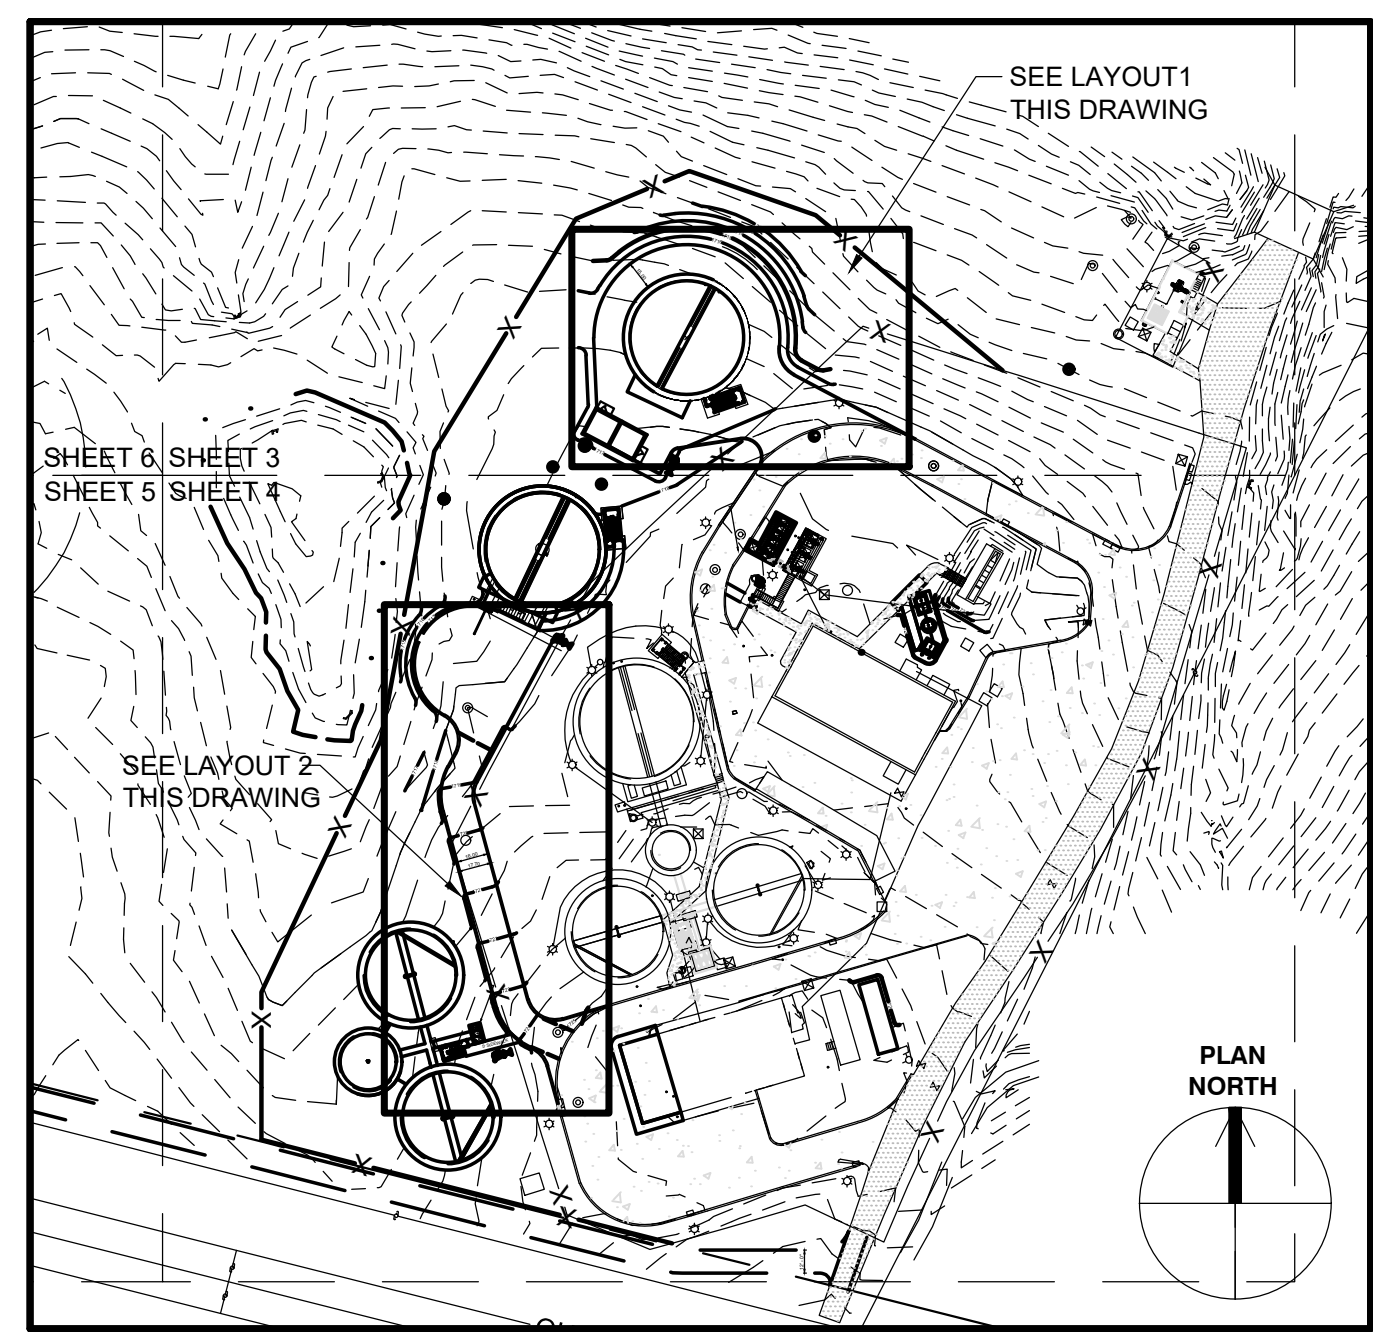 SEE LAYOUT1
THIS DRAWING
SHEET 6 SHEET 3
SHEET 5 SHEET 4
SEE LAYOUT 2
THIS DRAWING
PLAN
NORTH